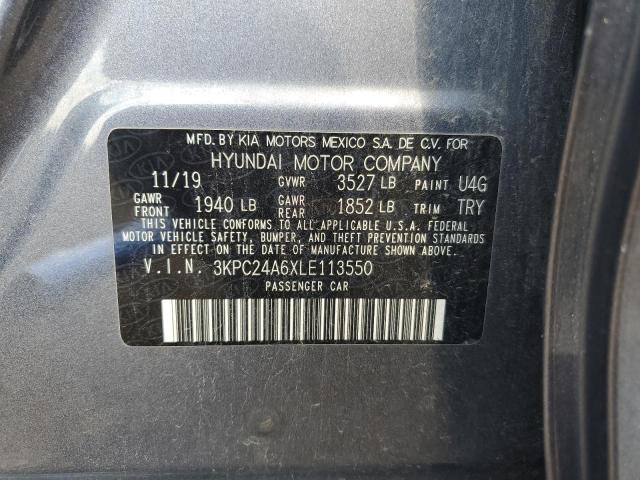 MFD. BY KIA MOTORS MEXICO S.A. DE C.V. FOR
HYUNDAI MOTOR COMPANY
11/19 GVWR 3527 LB PAINT U4G
GAWR FRONT 1940 LB GAWR REAR 1852 LB TRIM TRY
THIS VEHICLE CONFORMS TO ALL APPLICABLE U.S.A. FEDERAL
MOTOR VEHICLE SAFETY, BUMPER, AND THEFT PREVENTION STANDARDS
IN EFFECT ON THE DATE OF MANUFACTURE SHOWN ABOVE.
V.I.N. 3KPC24A6XLE113550
PASSENGER CAR